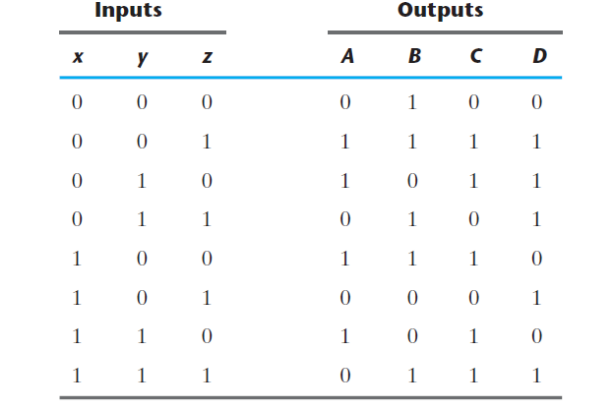 Inputs Outputs
x y z A B C D
0 0 0 0 1 0 0
0 0 1 1 1 1 1
0 1 0 1 0 1 1
0 1 1 0 1 0 1
1 0 0 1 1 1 0
1 0 1 0 0 0 1
1 1 0 1 0 1 0
1 1 1 0 1 1 1